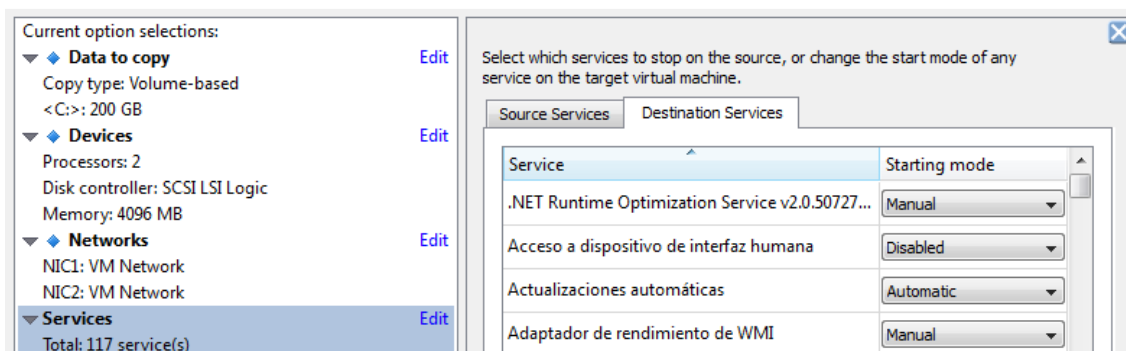 Current option selections:
Data to copy Edit
Copy type: Volume-based
<C:>: 200 GB
Devices Edit
Processors: 2
Disk controller: SCSI LSI Logic
Memory: 4096 MB
Networks Edit
NIC1: VM Network
NIC2: VM Network
Services Edit
Total: 117 service(s)
Select which services to stop on the source, or change the start mode of any
service on the target virtual machine.
Source Services Destination Services
Service Starting mode
.NET Runtime Optimization Service v2.0.50727... Manual
Acceso a dispositivo de interfaz humana Disabled
Actualizaciones automáticas Automatic
Adaptador de rendimiento de WMI Manual